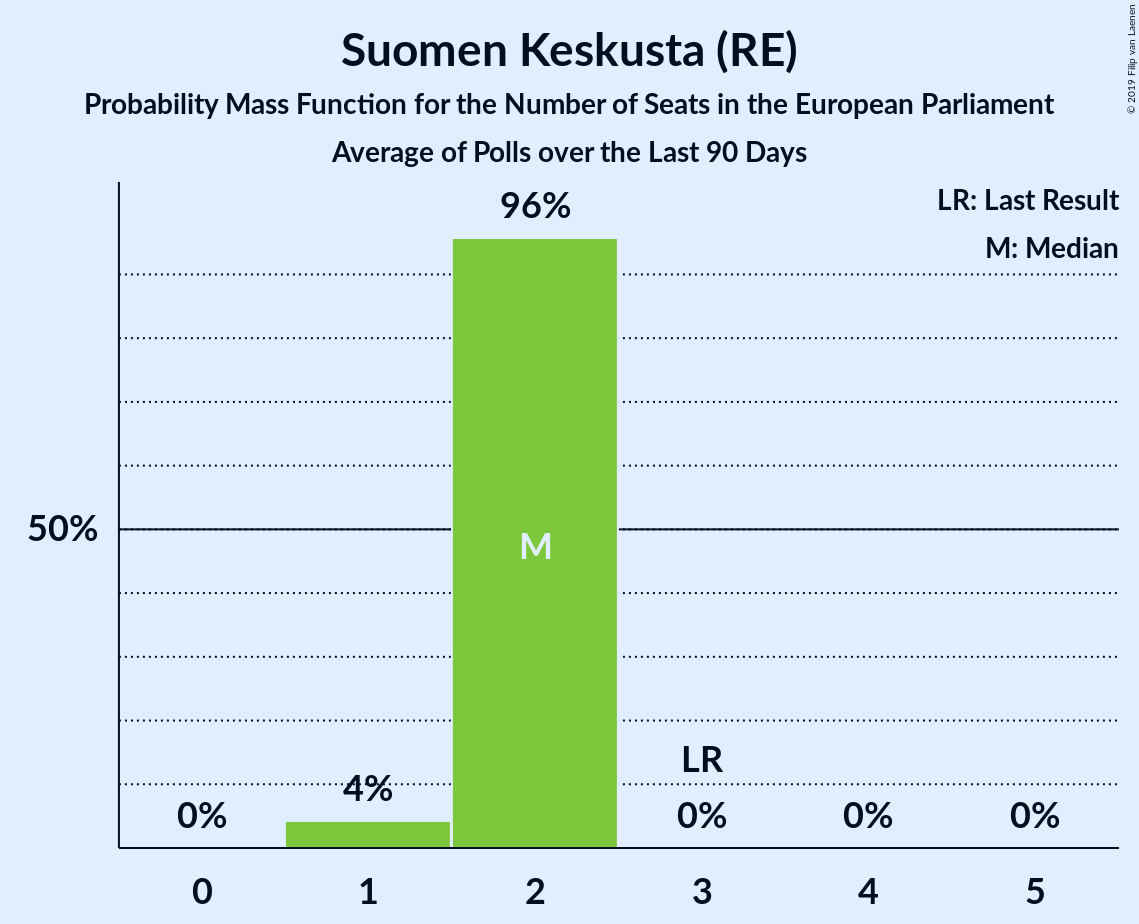 Suomen Keskusta (RE)
Probability Mass Function for the Number of Seats in the European Parliament
Average of Polls over the Last 90 Days
© 2019 Filip van Laenen
LR: Last Result
M: Median
96%
50%
M
LR
4%
0%
0%
0%
0%
0
1
2
3
4
5